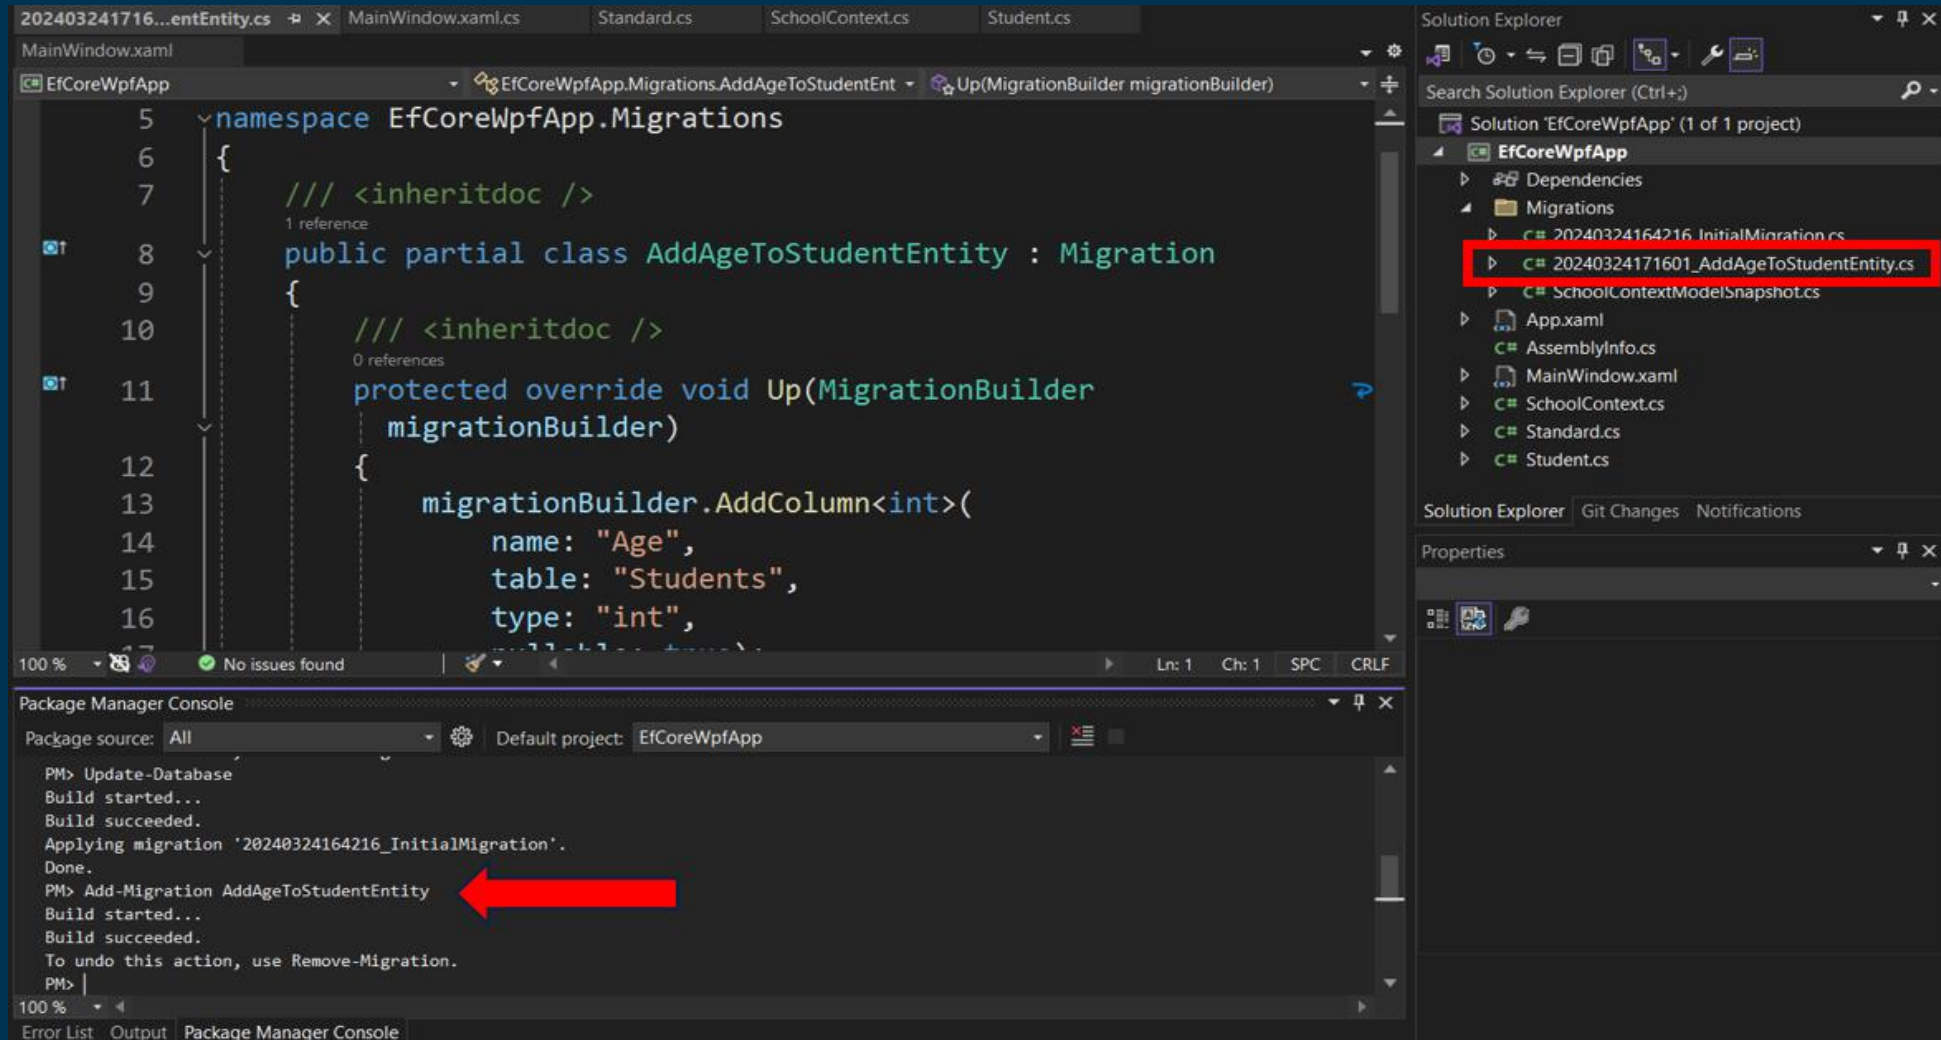 202403241716...entEntity.cs
MainWindow.xaml.cs
Standard.cs
SchoolContext.cs
Student.cs
MainWindow.xaml
C# EfCoreWpfApp
EfCoreWpfApp.Migrations.AddAgeToStudentEnt
Up(MigrationBuilder migrationBuilder)
5 namespace EfCoreWpfApp.Migrations
6 {
7 /// <inheritdoc />
1 reference
8 public partial class AddAgeToStudentEntity : Migration
9 {
10 /// <inheritdoc />
0 references
11 protected override void Up(MigrationBuilder
migrationBuilder)
12 {
13 migrationBuilder.AddColumn<int>(
14 name: "Age",
15 table: "Students",
16 type: "int",
17 nullable: true);
100 %
No issues found
Ln: 1 Ch: 1 SPC CRLF
Package Manager Console
Package source: All
Default project: EfCoreWpfApp
PM> Update-Database
Build started...
Build succeeded.
Applying migration '20240324164216_InitialMigration'.
Done.
PM> Add-Migration AddAgeToStudentEntity
Build started...
Build succeeded.
To undo this action, use Remove-Migration.
PM>
100 %
Error List Output Package Manager Console
Solution Explorer
Search Solution Explorer (Ctrl+;)
Solution 'EfCoreWpfApp' (1 of 1 project)
C# EfCoreWpfApp
Dependencies
Migrations
C# 20240324164216_InitialMigration.cs
C# 20240324171601_AddAgeToStudentEntity.cs
C# SchoolContextModelSnapshot.cs
App.xaml
C# AssemblyInfo.cs
MainWindow.xaml
C# SchoolContext.cs
C# Standard.cs
C# Student.cs
Solution Explorer Git Changes Notifications
Properties